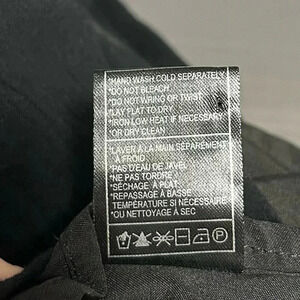 *HAND WASH COLD SEPARATELY
*DO NOT BLEACH
*DO NOT WRING OR TWIST
*LAY FLAT TO DRY
*IRON LOW HEAT IF NECESSARY
OR DRY CLEAN
*LAVER À LA MAIN SÉPARÉMENT
À FROID
*PAS D'EAU DE JAVEL
*NE PAS TORDRE
*SÉCHAGE À PLAT
*REPASSAGE À BASSE
TEMPÉRATURE SI NÉCESSAIRE
*OU NETTOYAGE À SEC